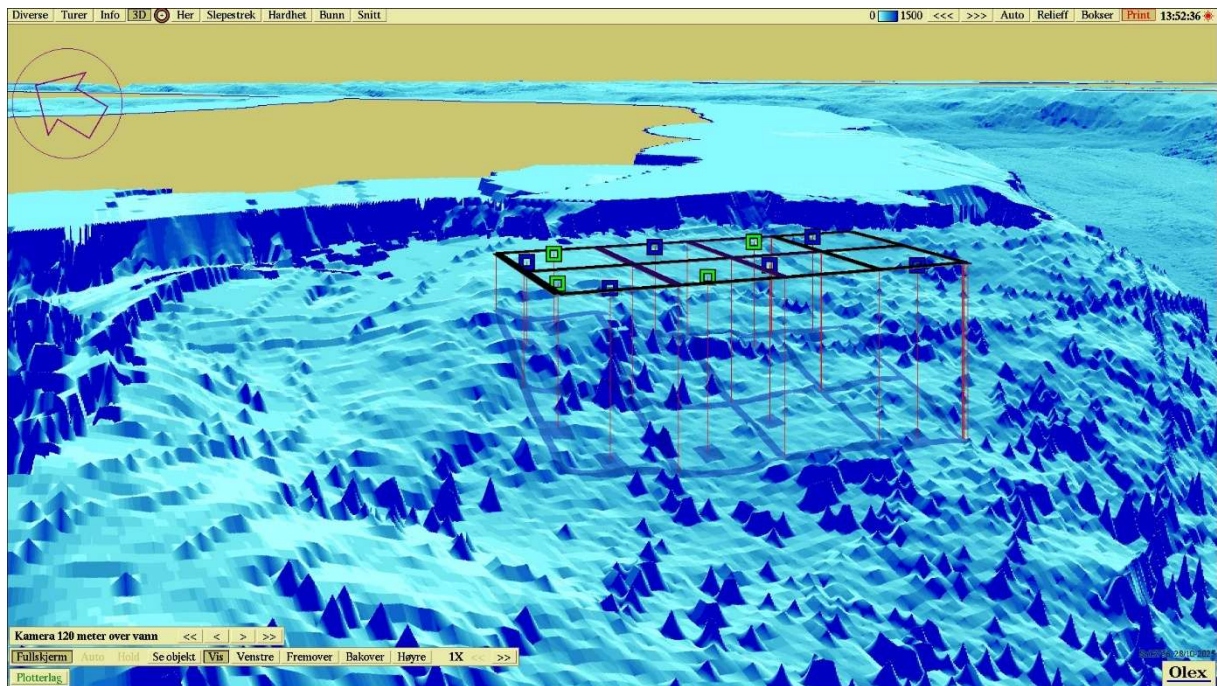 Diverse Turer Info 3D Her Slepestrek Hardhet Bunn Snitt 0 1500 <<< >>> Auto Relieff Bokser Print 13:52:36
Kamera 120 meter over vann << < > >>
Fullskjerm Auto Hold Se objekt Vis Venstre Fremover Bakover Høyre 1X << >>
Plotterlag
Olex